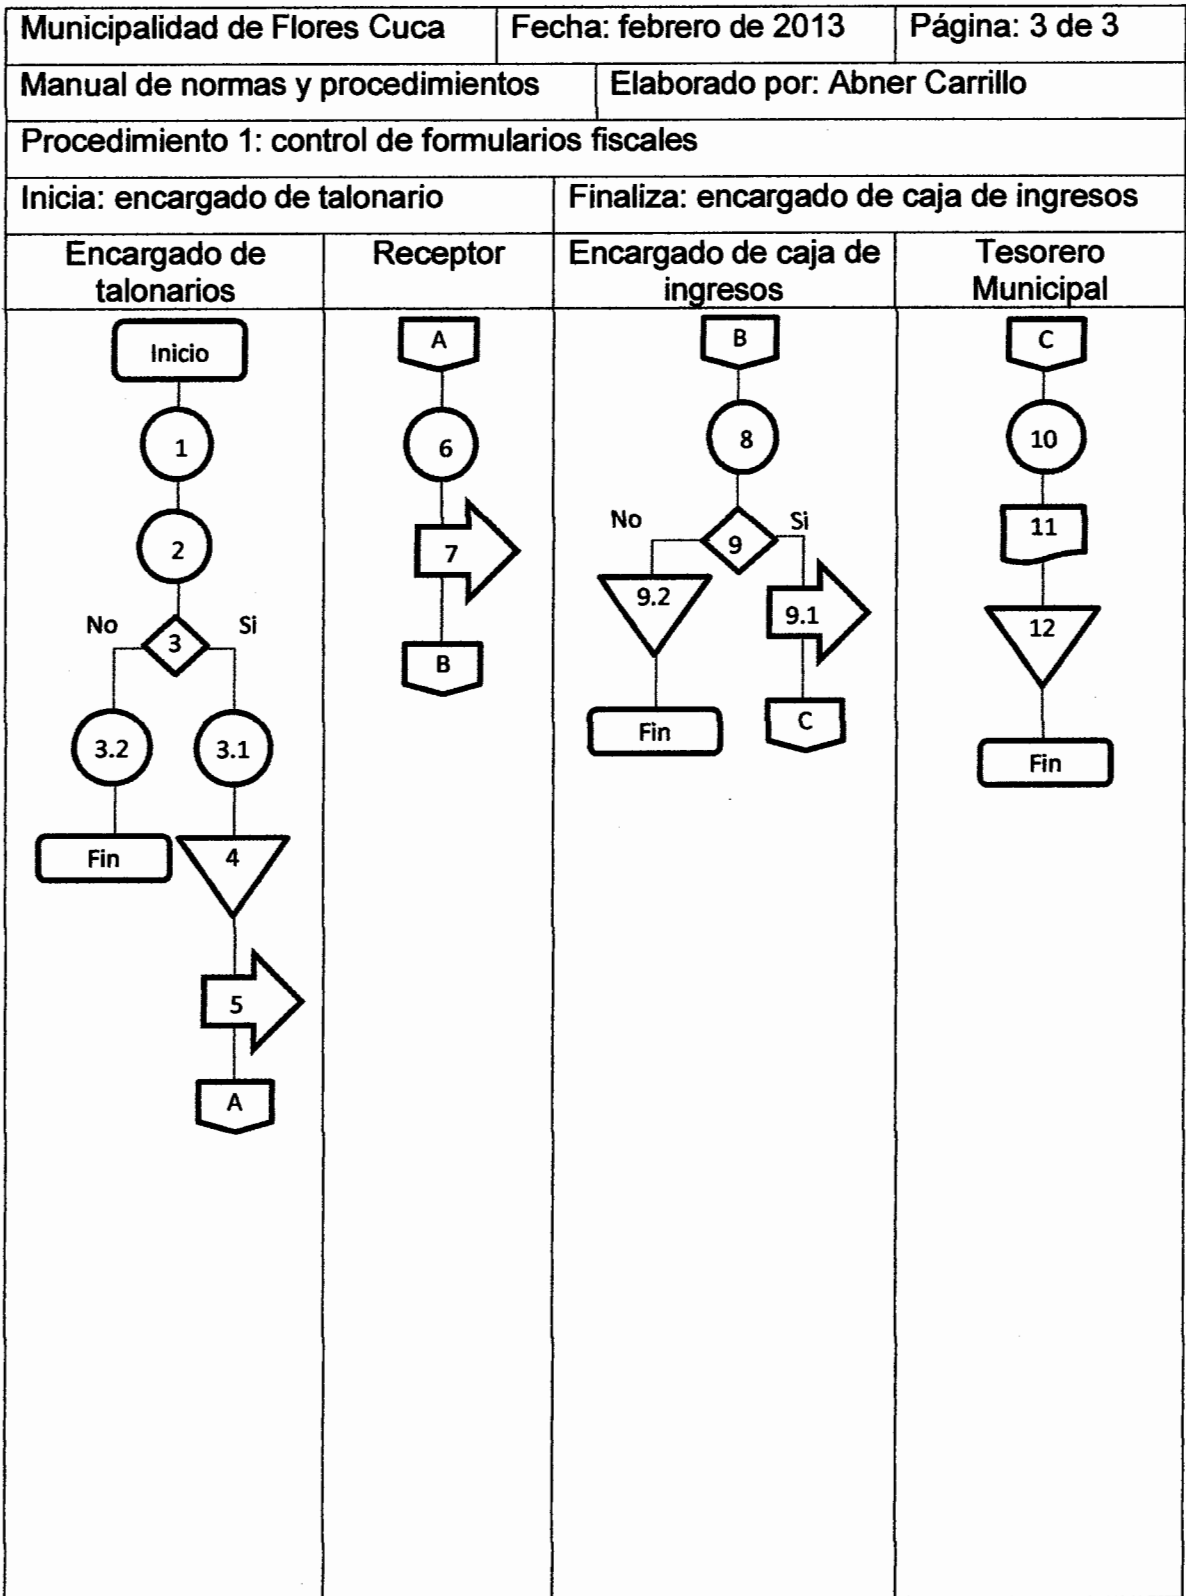 Municipalidad de Flores Cuca
Fecha: febrero de 2013
Página: 3 de 3
Manual de normas y procedimientos
Elaborado por: Abner Carrillo
Procedimiento 1: control de formularios fiscales
Inicia: encargado de talonario
Finaliza: encargado de caja de ingresos
Encargado de
talonarios
Receptor
Encargado de caja de
ingresos
Tesorero
Municipal
Inicio
1
2
No
3
Si
3.2
3.1
Fin
4
5
A
A
6
7
B
B
8
No
9
Si
9.2
9.1
Fin
C
C
10
11
12
Fin